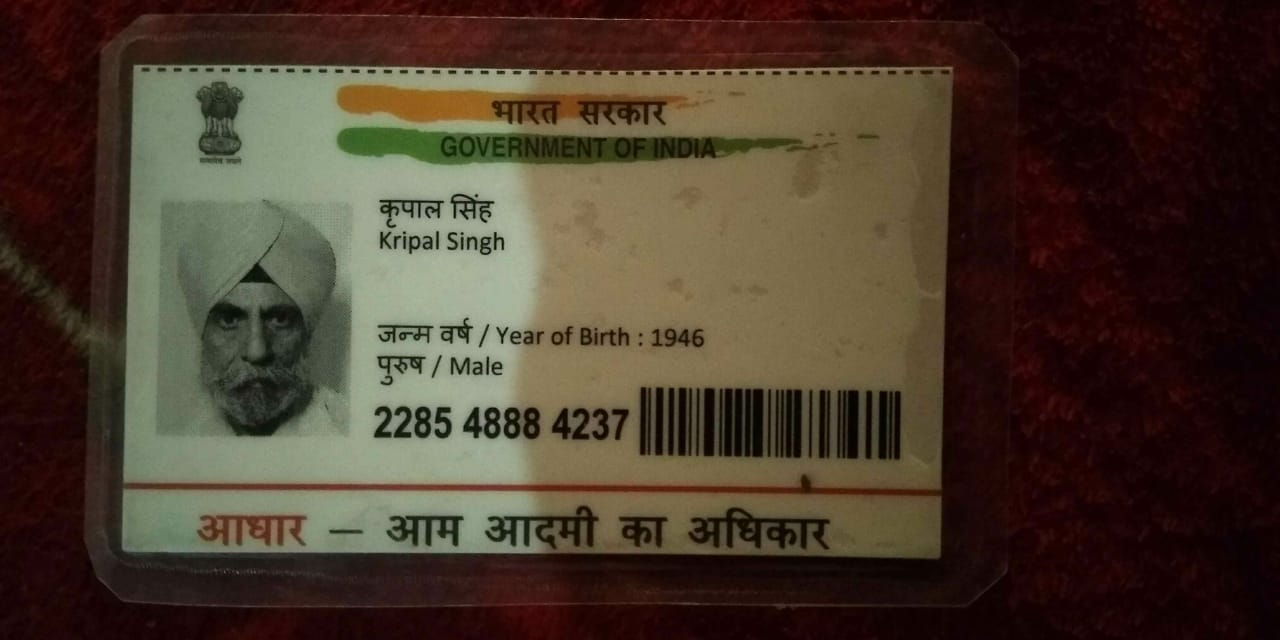 भारत सरकार
GOVERNMENT OF INDIA
सत्यमेव जयते
कृपाल सिंह
Kripal Singh
जन्म वर्ष / Year of Birth : 1946
पुरुष / Male
2285 4888 4237
आधार — आम आदमी का अधिकार